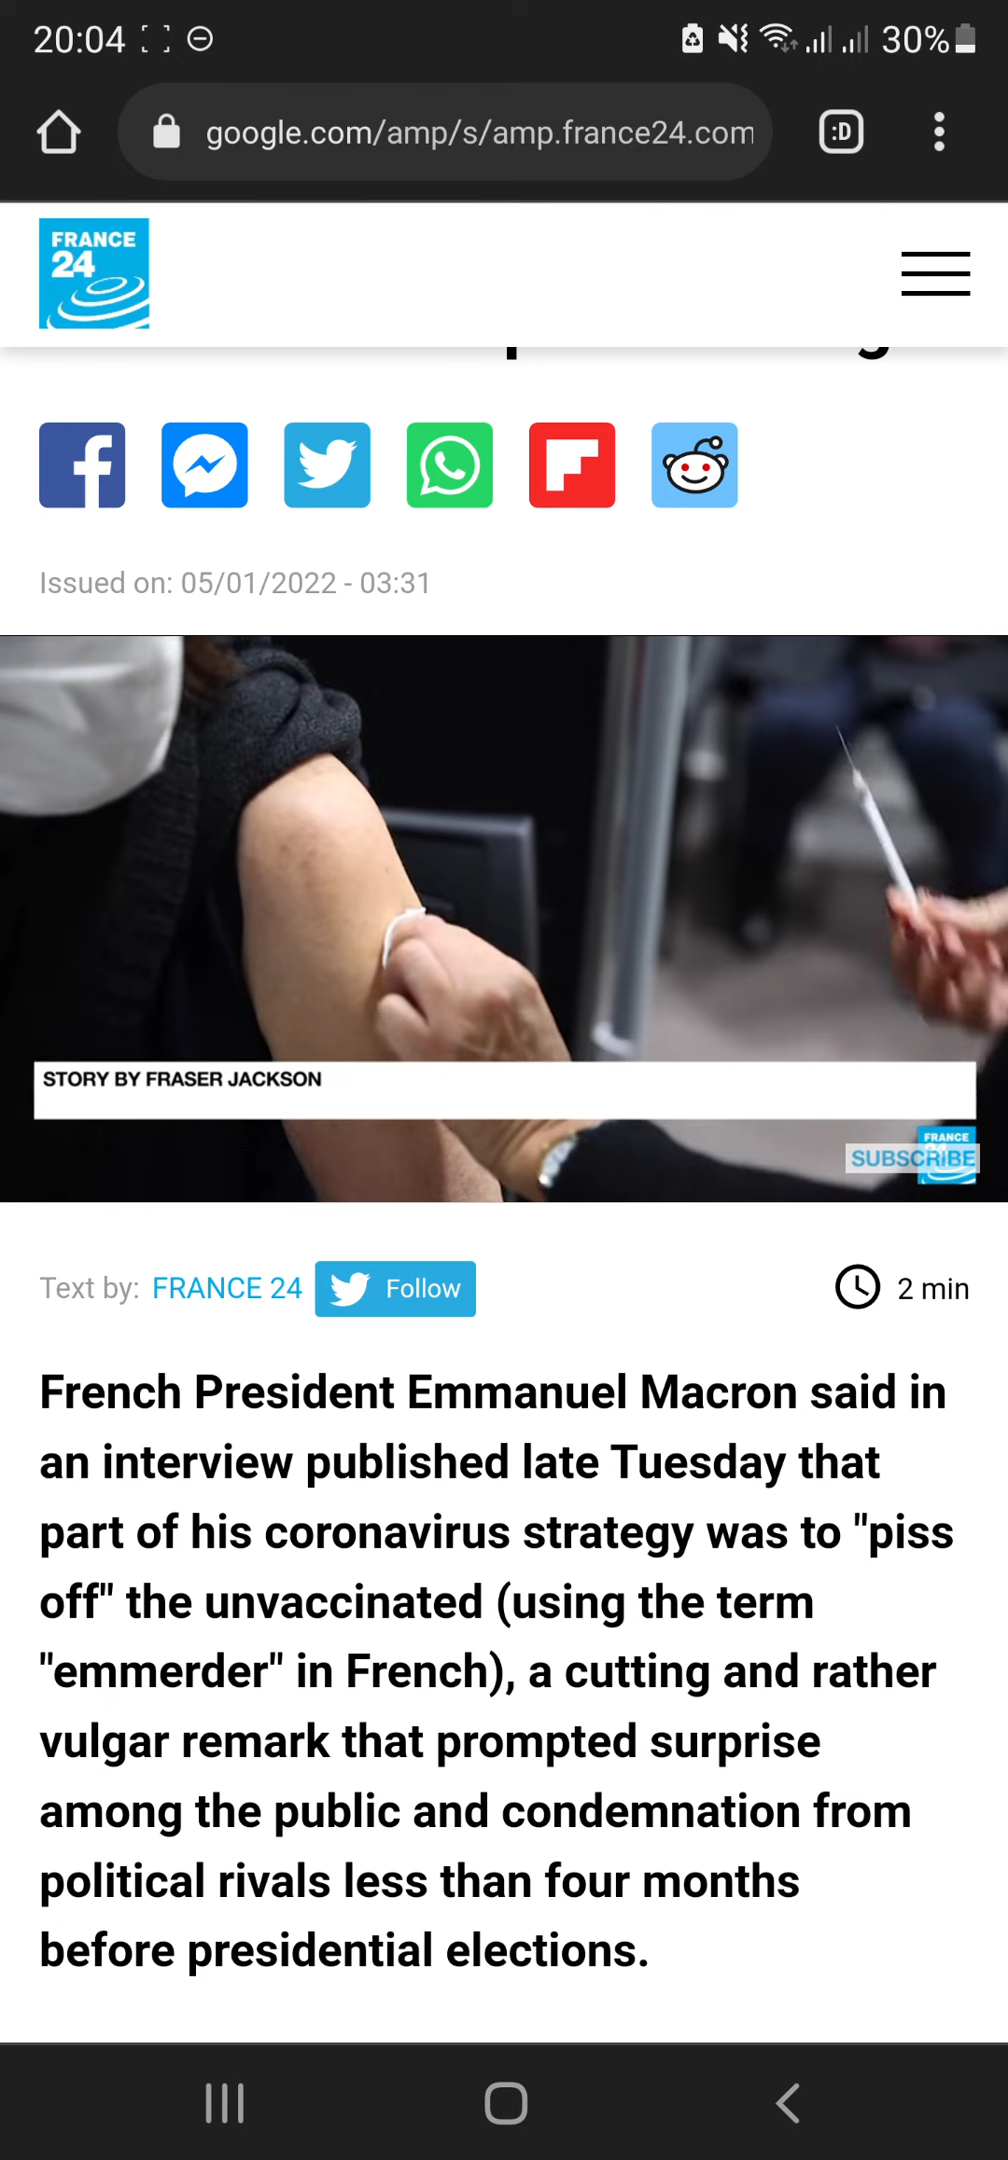 20:04
30%
google.com/amp/s/amp.france24.com
:D
FRANCE
24
Issued on: 05/01/2022 - 03:31
STORY BY FRASER JACKSON
FRANCE
24
SUBSCRIBE
Text by: FRANCE 24 Follow
2 min
French President Emmanuel Macron said in
an interview published late Tuesday that
part of his coronavirus strategy was to "piss
off" the unvaccinated (using the term
"emmerder" in French), a cutting and rather
vulgar remark that prompted surprise
among the public and condemnation from
political rivals less than four months
before presidential elections.